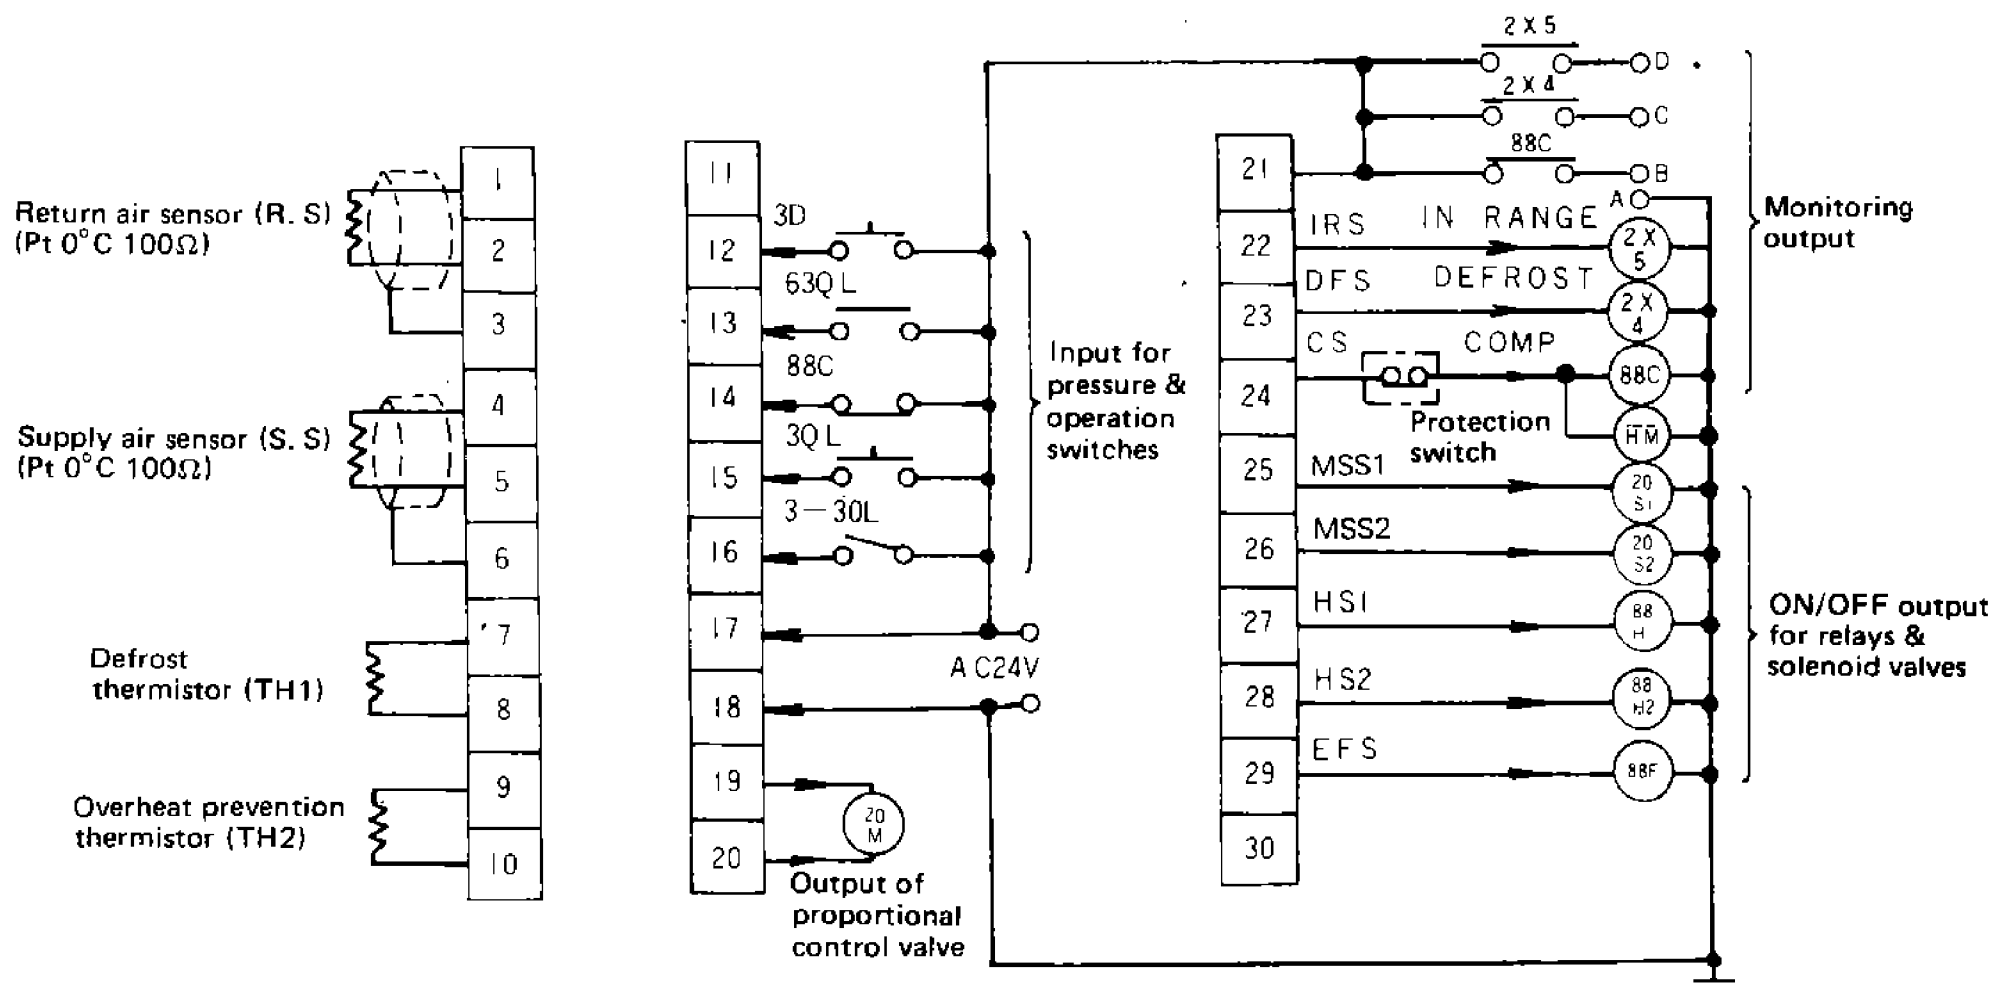 Return air sensor (R. S)
(Pt 0°C 100Ω)
Supply air sensor (S. S)
(Pt 0°C 100Ω)
Defrost
thermistor (TH1)
Overheat prevention
thermistor (TH2)
1
2
3
4
5
6
7
8
9
10
11
12
13
14
15
16
17
18
19
20
3D
63QL
88C
3QL
3-30L
AC24V
20
M
Output of
proportional
control valve
Input for
pressure &
operation
switches
21
22
23
24
25
26
27
28
29
30
2X5
D
2X4
C
88C
B
A
IRS IN RANGE
2X
5
DFS DEFROST
2X
4
CS COMP
88C
Protection
switch
HM
MSS1
20
S1
MSS2
20
S2
HS1
88
H
HS2
88
H2
EFS
88F
Monitoring
output
ON/OFF output
for relays &
solenoid valves